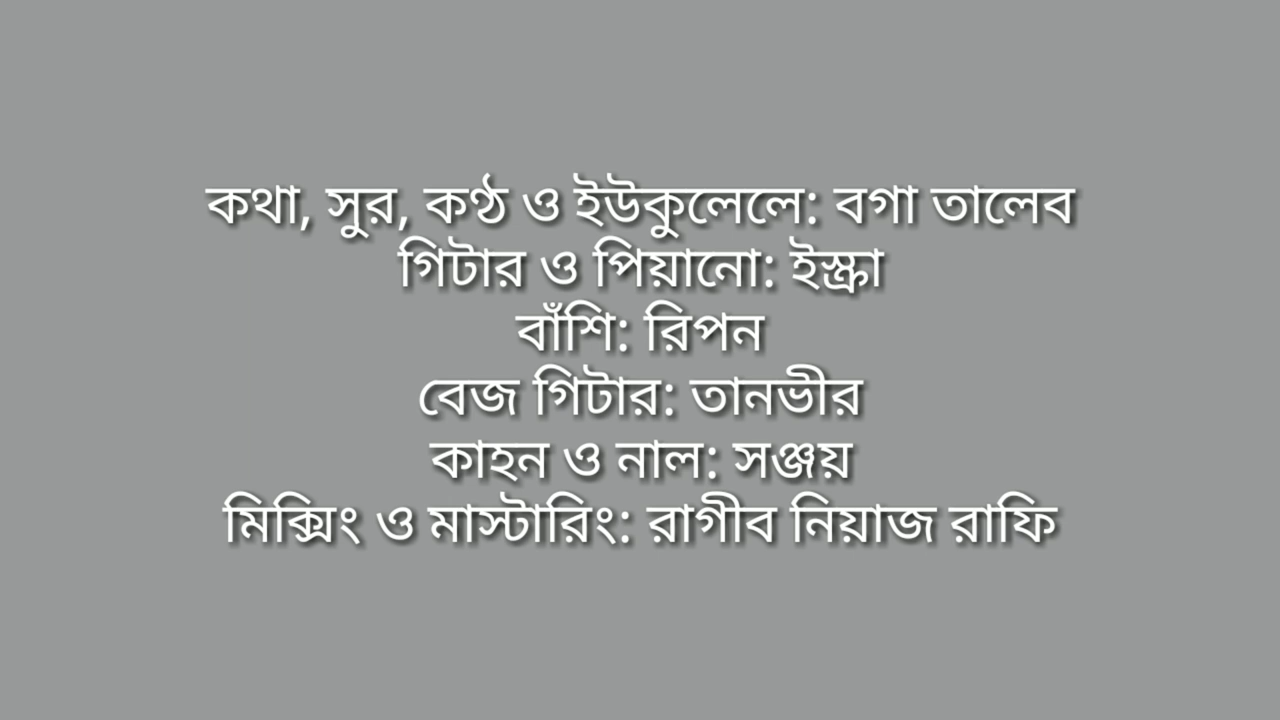 কথা, সুর, কণ্ঠ ও ইউকুলেলে: বগা তালেব
গিটার ও পিয়ানো: ইস্ক্রা
বাঁশি: রিপন
বেজ গিটার: তানভীর
কাহন ও নাল: সঞ্জয়
মিক্সিং ও মাস্টারিং: রাগীব নিয়াজ রাফি